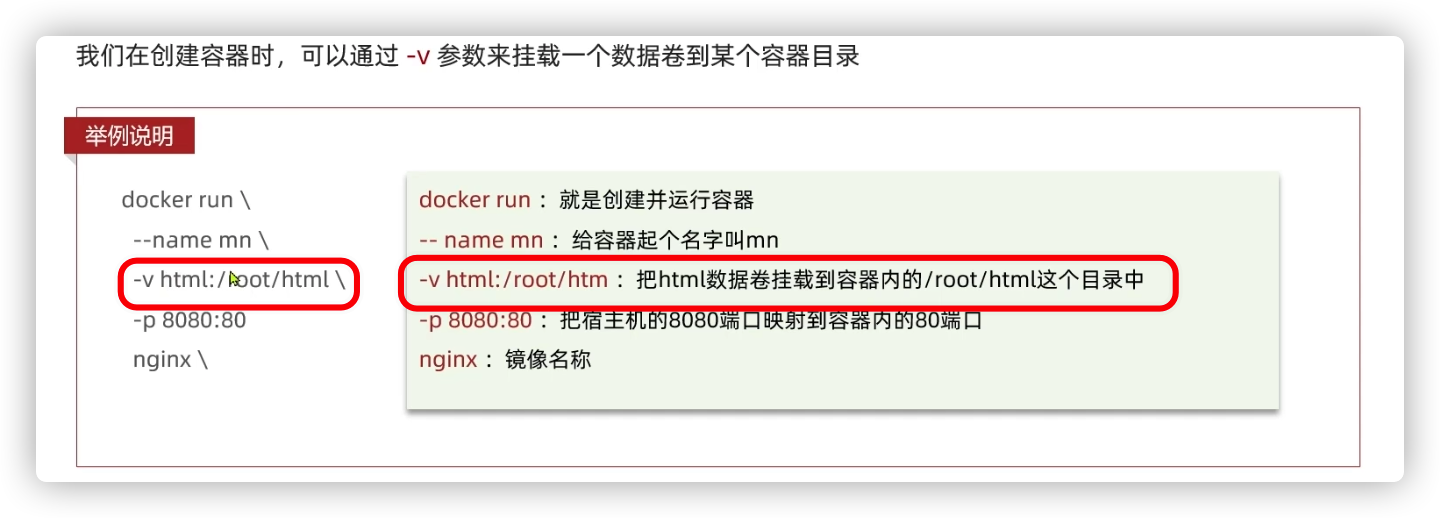 我们在创建容器时，可以通过 -v 参数来挂载一个数据卷到某个容器目录
举例说明
docker run \
--name mn \
-v html:/root/html \
-p 8080:80
nginx \
docker run ：就是创建并运行容器
-- name mn ：给容器起个名字叫mn
-v html:/root/htm ：把html数据卷挂载到容器内的/root/html这个目录中
-p 8080:80 ：把宿主机的8080端口映射到容器内的80端口
nginx ：镜像名称